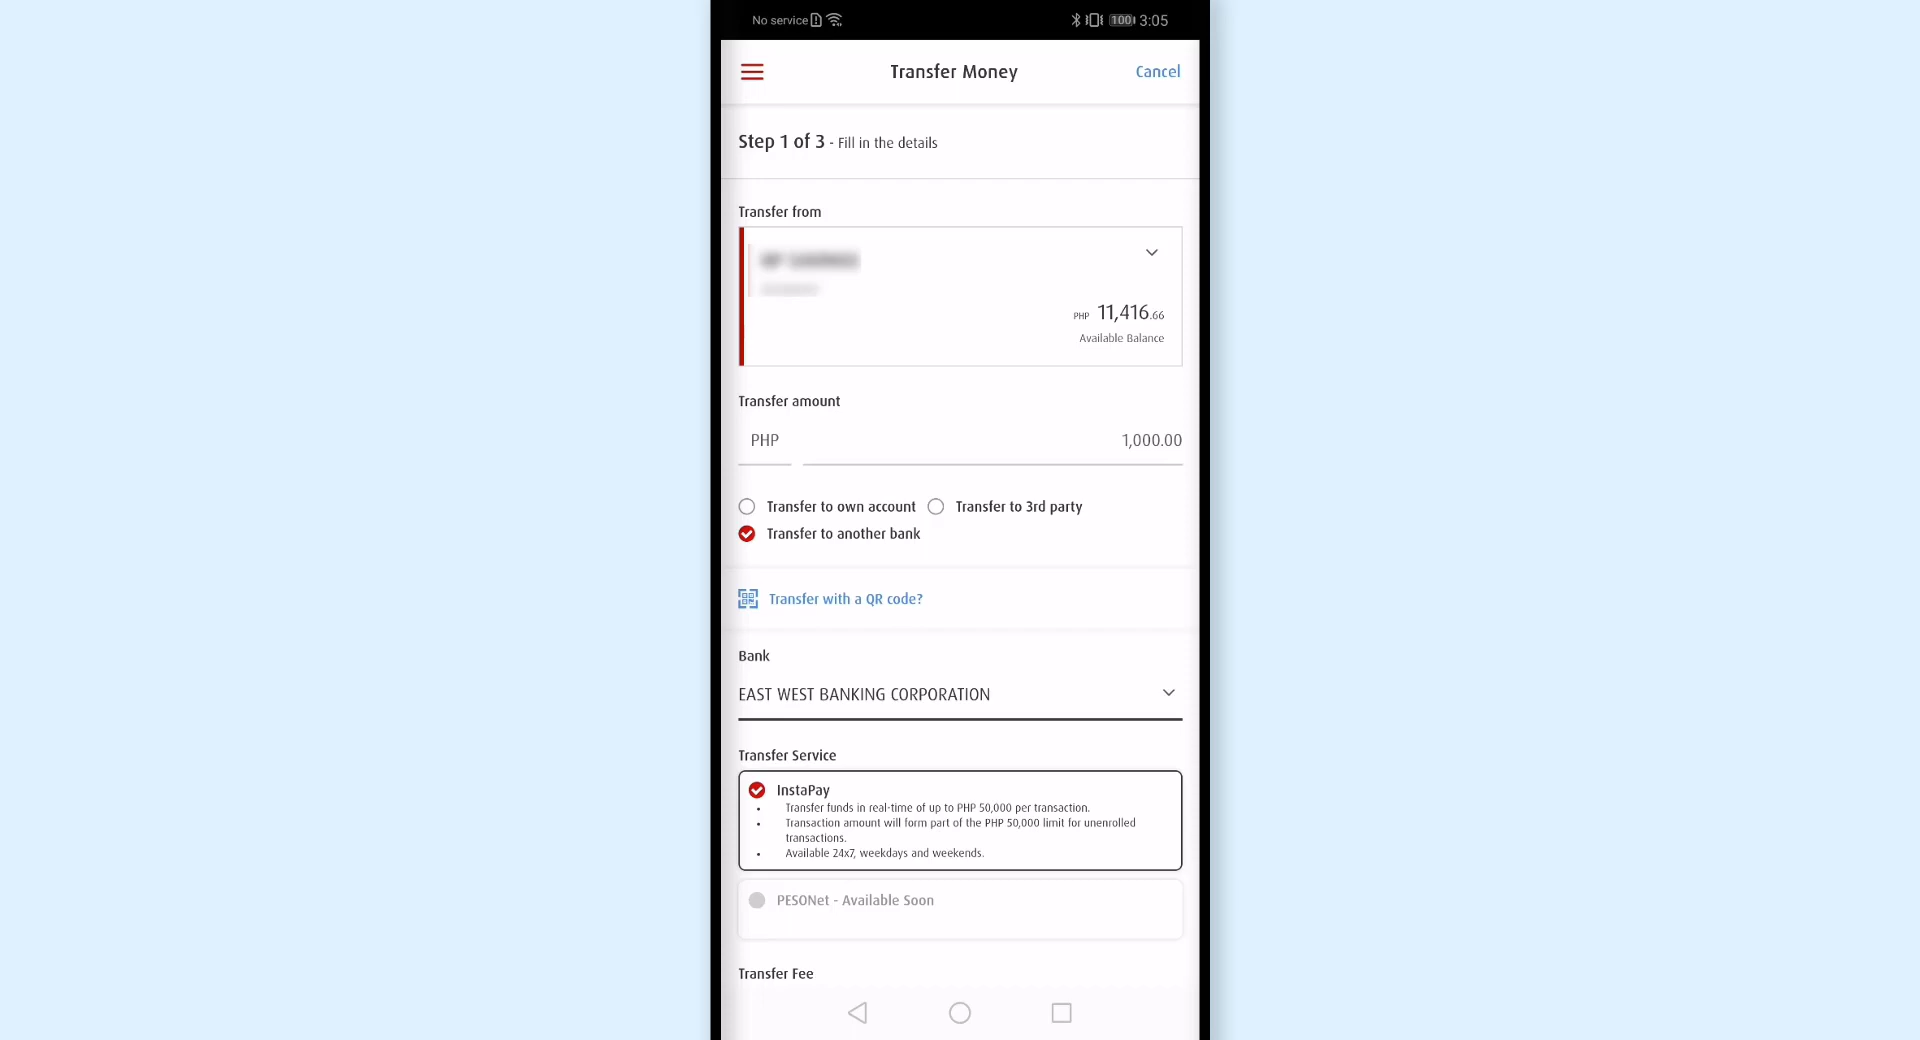 No service
100 3:05
Transfer Money
Cancel
Step 1 of 3 - Fill in the details
Transfer from
PHP 11,416.66
Available Balance
Transfer amount
PHP 1,000.00
Transfer to own account
Transfer to 3rd party
Transfer to another bank
Transfer with a QR code?
Bank
EAST WEST BANKING CORPORATION
Transfer Service
InstaPay
• Transfer funds in real-time of up to PHP 50,000 per transaction.
• Transaction amount will form part of the PHP 50,000 limit for unenrolled
transactions.
• Available 24x7, weekdays and weekends.
PESONet - Available Soon
Transfer Fee